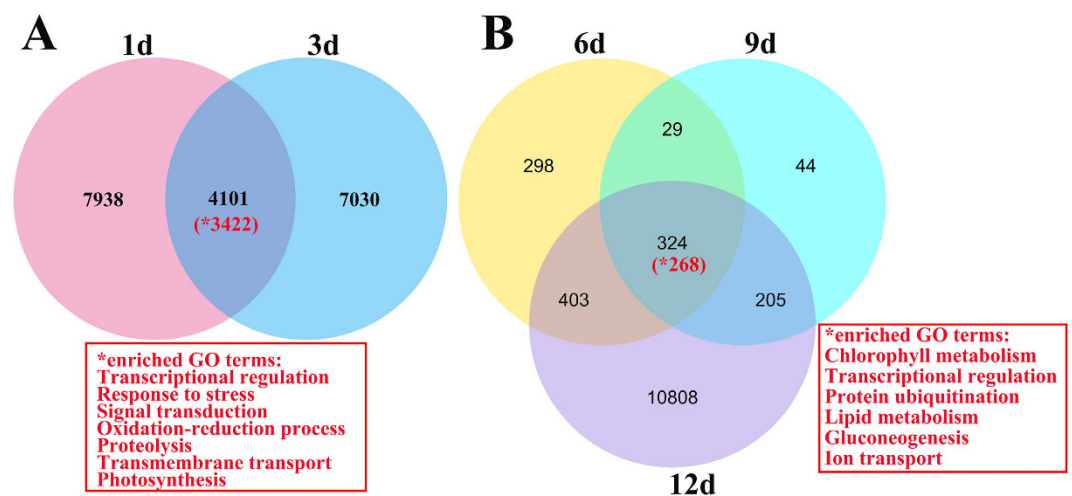 A
1d
3d
7938
4101
(*3422)
7030
*enriched GO terms:
Transcriptional regulation
Response to stress
Signal transduction
Oxidation-reduction process
Proteolysis
Transmembrane transport
Photosynthesis
B
6d
9d
29
298
44
324
(*268)
403
205
10808
12d
*enriched GO terms:
Chlorophyll metabolism
Transcriptional regulation
Protein ubiquitination
Lipid metabolism
Gluconeogenesis
Ion transport